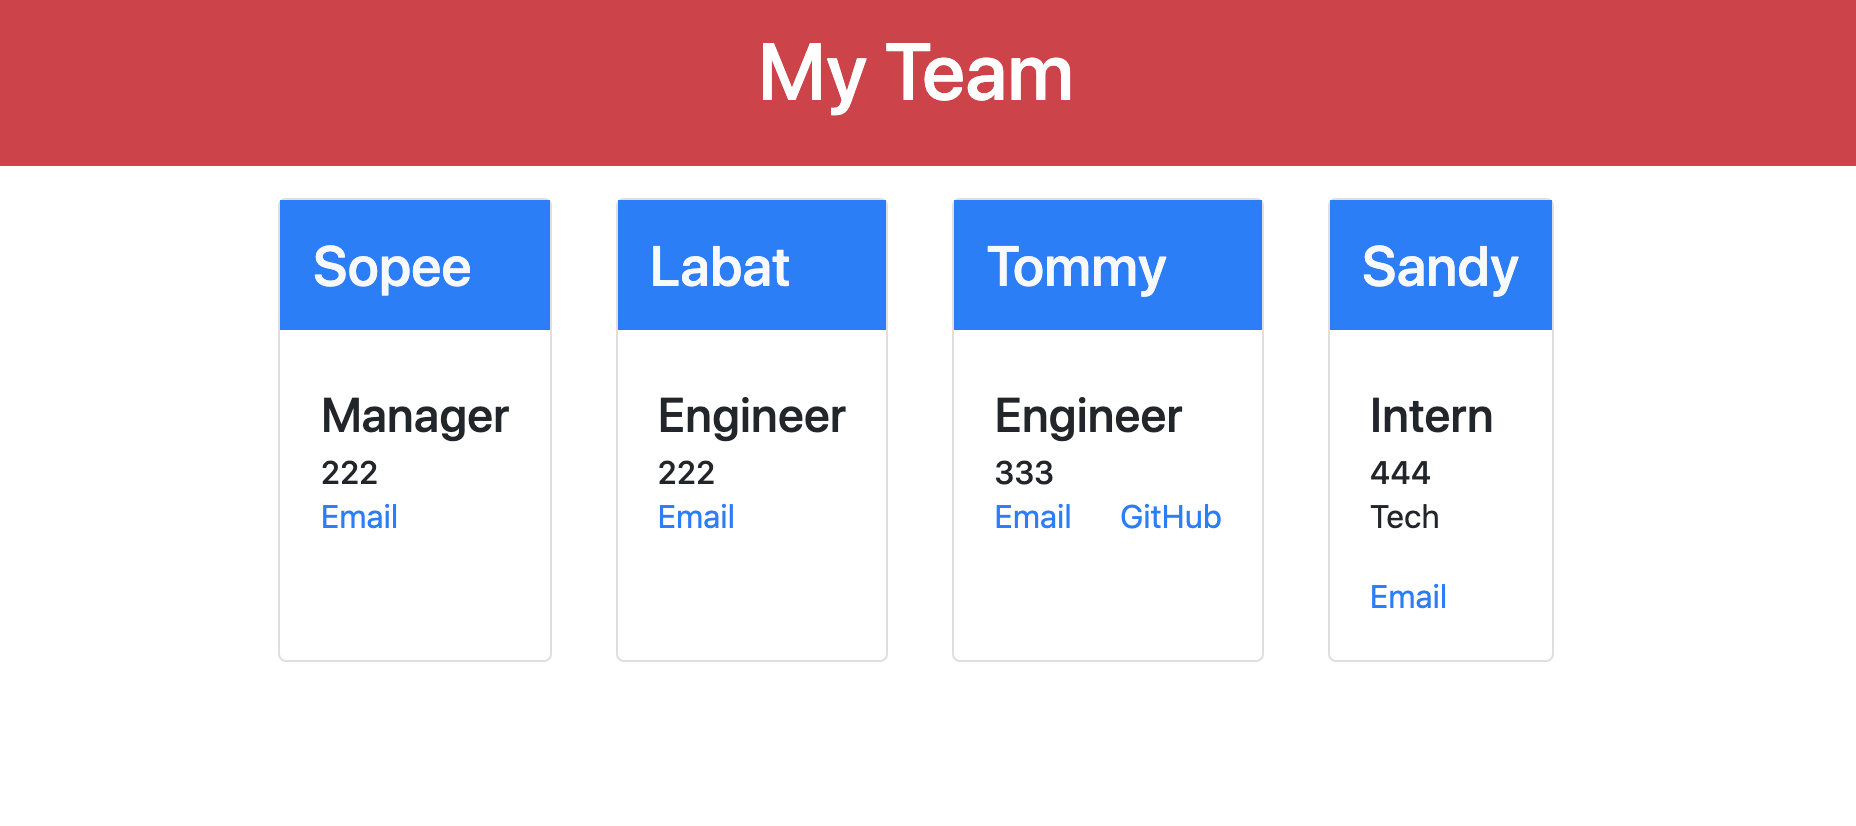 My Team
Sopee
Manager
222
Email
Labat
Engineer
222
Email
Tommy
Engineer
333
Email GitHub
Sandy
Intern
444
Tech
Email